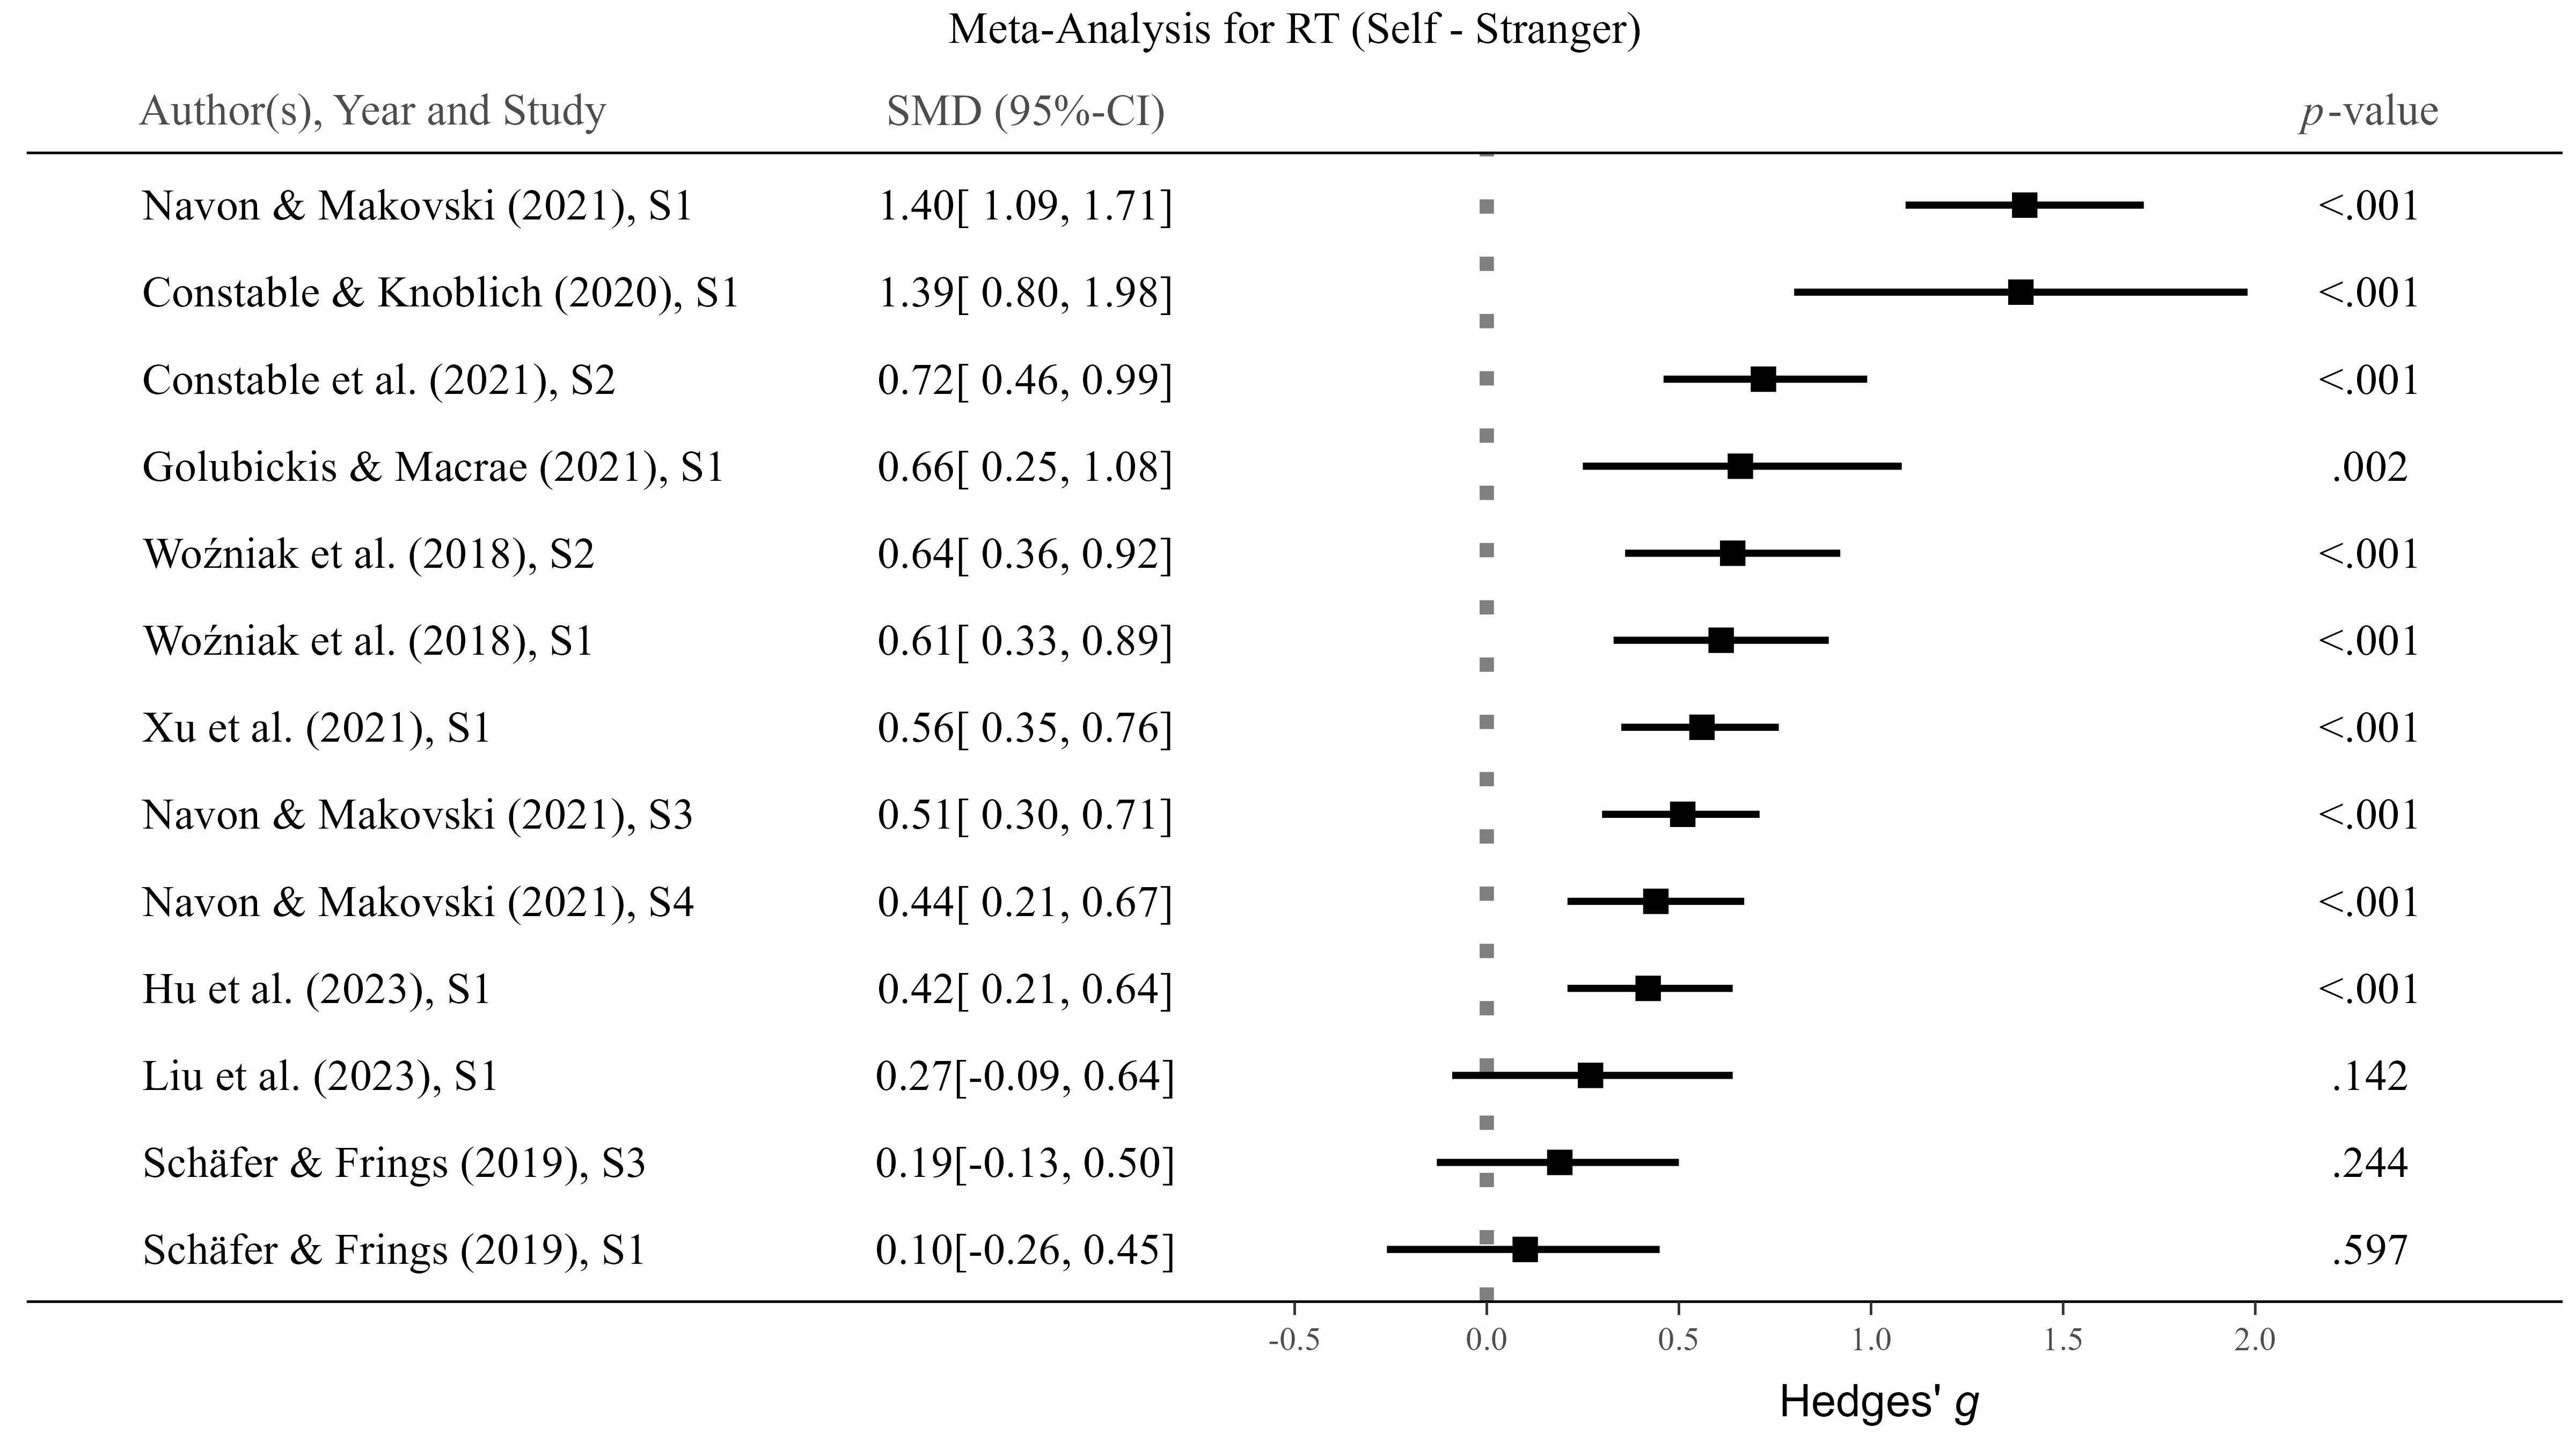 Meta-Analysis for RT (Self - Stranger)
Author(s), Year and Study SMD (95%-CI) p-value
Navon & Makovski (2021), S1 1.40[ 1.09, 1.71] <.001
Constable & Knoblich (2020), S1 1.39[ 0.80, 1.98] <.001
Constable et al. (2021), S2 0.72[ 0.46, 0.99] <.001
Golubickis & Macrae (2021), S1 0.66[ 0.25, 1.08] .002
Woźniak et al. (2018), S2 0.64[ 0.36, 0.92] <.001
Woźniak et al. (2018), S1 0.61[ 0.33, 0.89] <.001
Xu et al. (2021), S1 0.56[ 0.35, 0.76] <.001
Navon & Makovski (2021), S3 0.51[ 0.30, 0.71] <.001
Navon & Makovski (2021), S4 0.44[ 0.21, 0.67] <.001
Hu et al. (2023), S1 0.42[ 0.21, 0.64] <.001
Liu et al. (2023), S1 0.27[-0.09, 0.64] .142
Schäfer & Frings (2019), S3 0.19[-0.13, 0.50] .244
Schäfer & Frings (2019), S1 0.10[-0.26, 0.45] .597
-0.5 0.0 0.5 1.0 1.5 2.0
Hedges' g